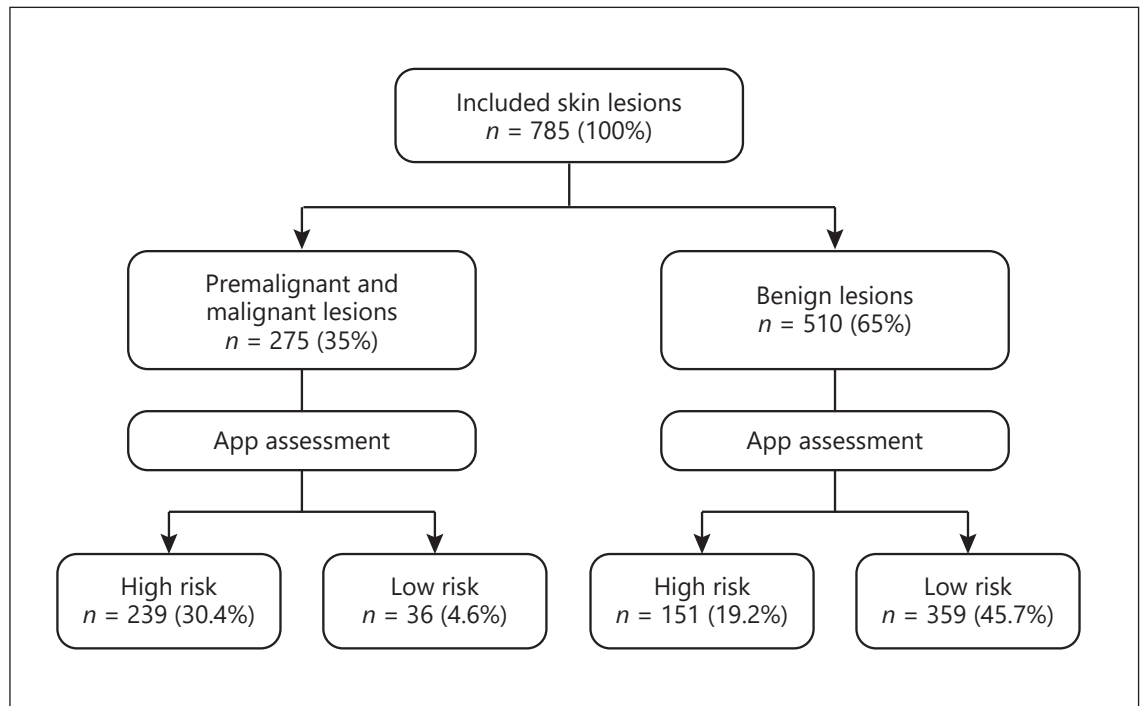 Included skin lesions
n = 785 (100%)
Premalignant and
malignant lesions
n = 275 (35%)
Benign lesions
n = 510 (65%)
App assessment
App assessment
High risk
n = 239 (30.4%)
Low risk
n = 36 (4.6%)
High risk
n = 151 (19.2%)
Low risk
n = 359 (45.7%)